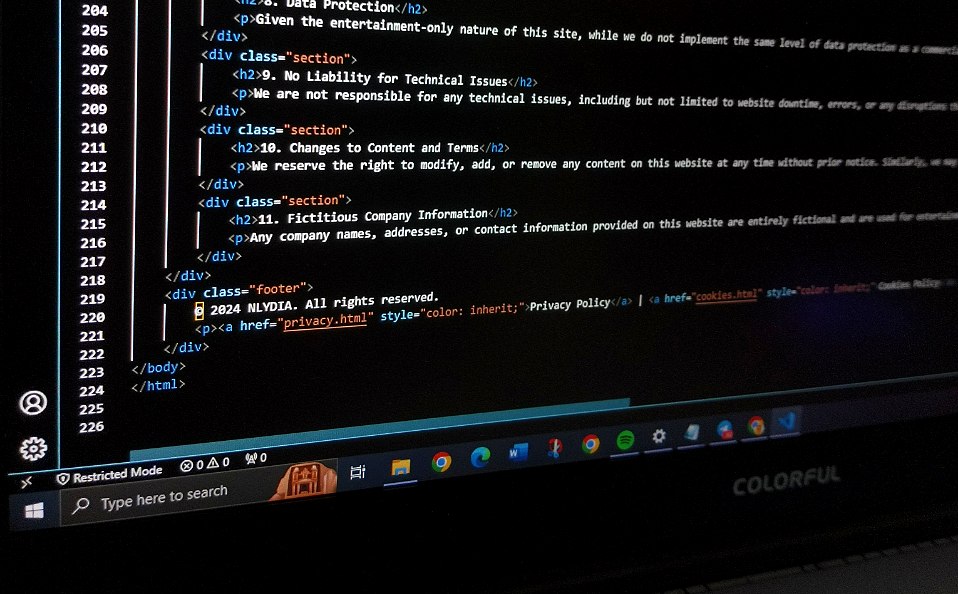 204 <h2>8. Data Protection</h2>
205 <p>Given the entertainment-only nature of this site, while we do not implement the same level of data protection as a
206 </div>
207 <div class="section">
208 <h2>9. No Liability for Technical Issues</h2>
209 <p>We are not responsible for any technical issues, including but not limited to website downtime, errors, or any disruptions
210 </div>
211 <div class="section">
212 <h2>10. Changes to Content and Terms</h2>
213 <p>We reserve the right to modify, add, or remove any content on this website at any time without prior notice. Similarly, we may
214 </div>
215 <div class="section">
216 <h2>11. Fictitious Company Information</h2>
217 <p>Any company names, addresses, or contact information provided on this website are entirely fictional and are used for
218 </div>
219 </div>
220 <div class="footer">
221 © 2024 NLYDIA. All rights reserved.
222 <p><a href="privacy.html" style="color: inherit;">Privacy Policy</a> | <a href="cookies.html" style="color: inherit;" Cookies Policy
223 </div>
224 </body>
225 </html>
226
Restricted Mode 0 0 0
Type here to search
COLORFUL